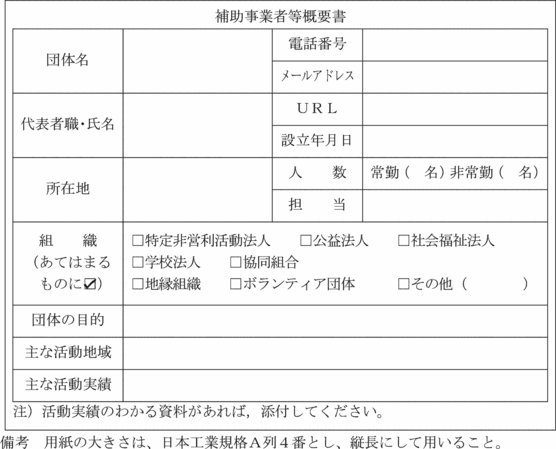 補助事業者等概要書
団体名
電話番号
メールアドレス
代表者職・氏名
ＵＲＬ
設立年月日
所在地
人　　数　常勤（　名）非常勤（　名）
担　　当
組　　織
（あてはまる
ものに☑）
□特定非営利活動法人　□公益法人　□社会福祉法人
□学校法人　□協同組合
□地縁組織　□ボランティア団体　□その他（　　　）
団体の目的
主な活動地域
主な活動実績
注）活動実績のわかる資料があれば，添付してください。
備考　用紙の大きさは、日本工業規格Ａ列４番とし、縦長にして用いること。